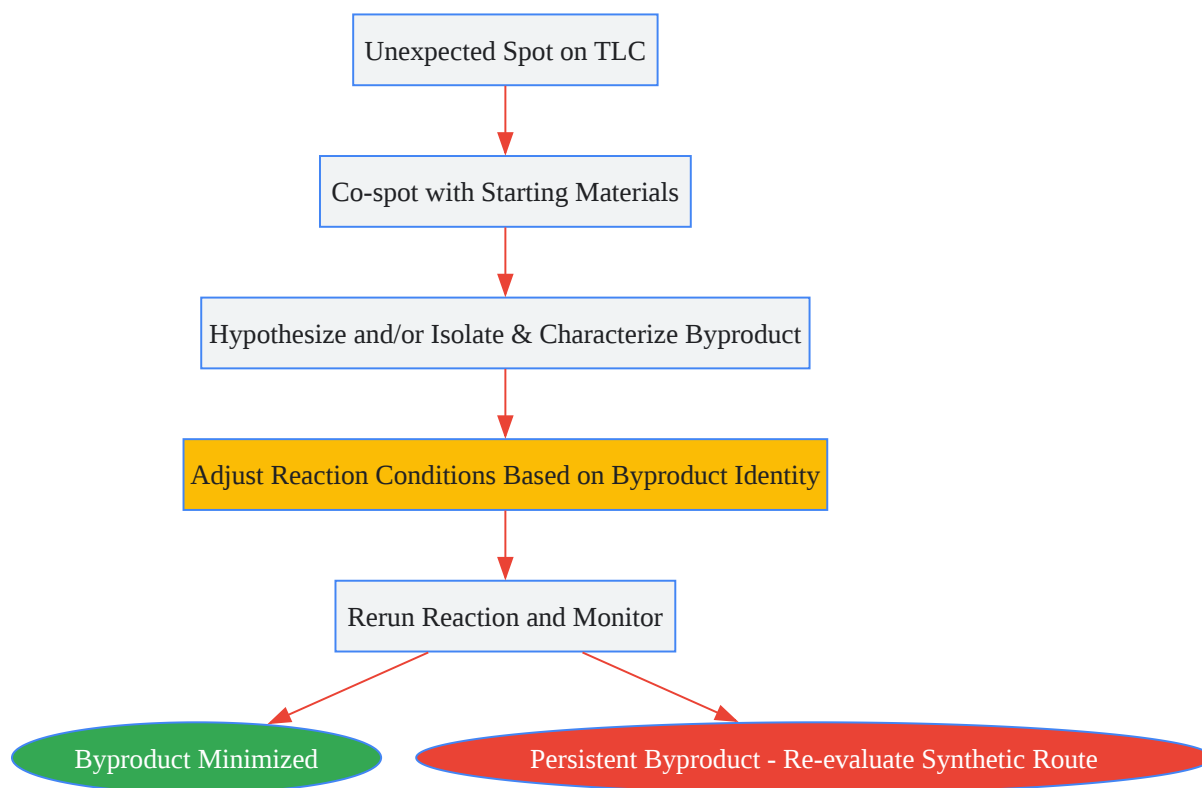 Unexpected Spot on TLC
Co-spot with Starting Materials
Hypothesize and/or Isolate & Characterize Byproduct
Adjust Reaction Conditions Based on Byproduct Identity
Rerun Reaction and Monitor
Byproduct Minimized
Persistent Byproduct - Re-evaluate Synthetic Route